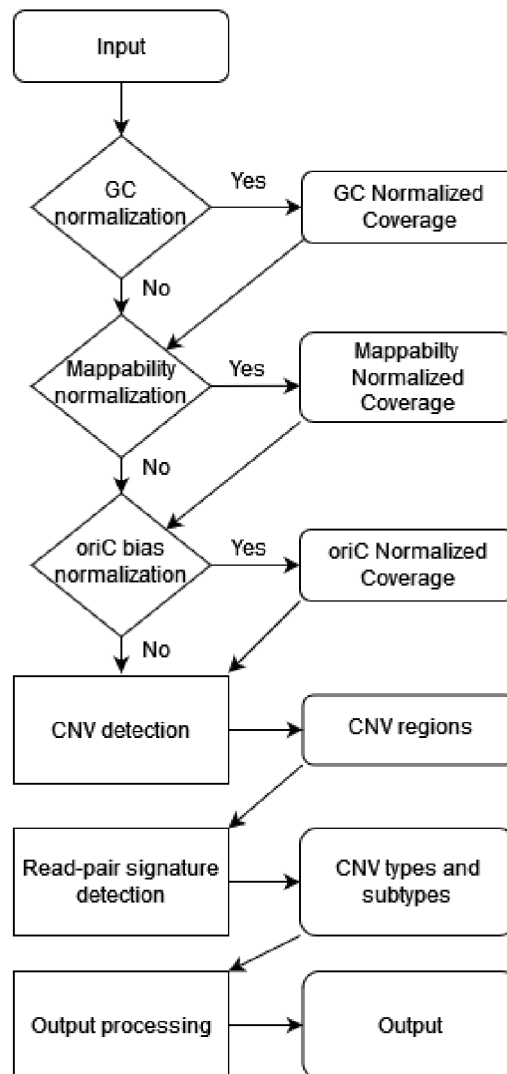 Input
GC
normalization
Yes
GC Normalized
Coverage
No
Mappability
normalization
Yes
Mappabilty
Normalized
Coverage
No
oriC bias
normalization
Yes
oriC Normalized
Coverage
No
CNV detection
CNV regions
Read-pair signature
detection
CNV types and
subtypes
Output processing
Output